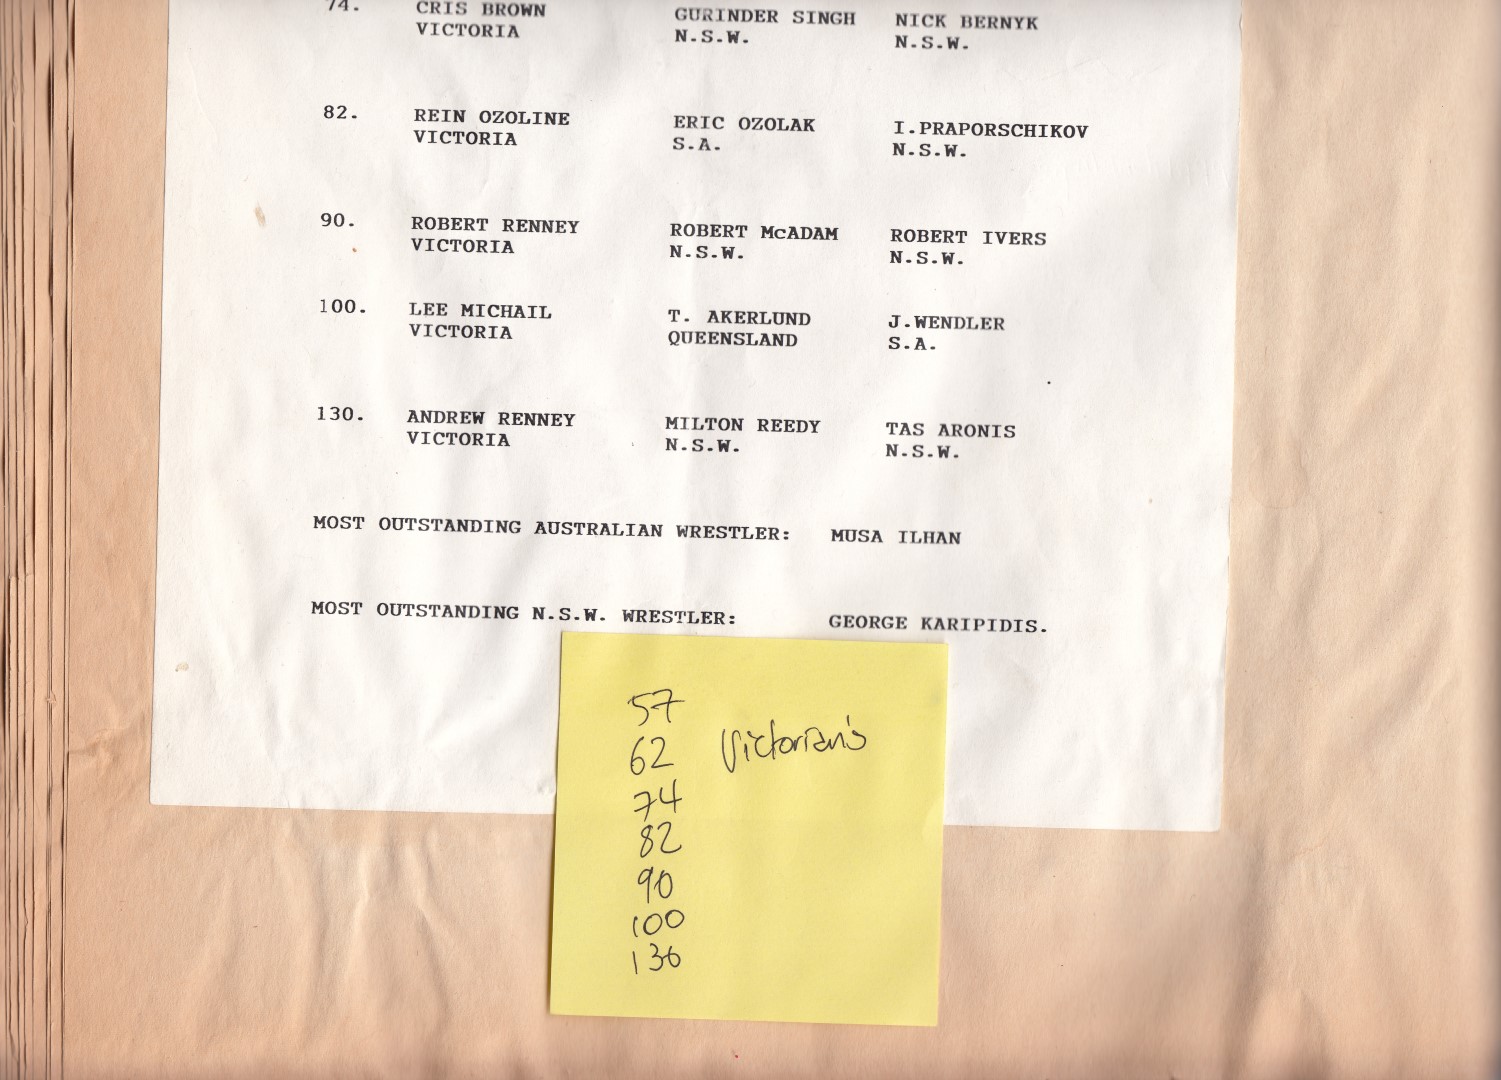 74. CRIS BROWN GURINDER SINGH NICK BERNYK
VICTORIA N.S.W. N.S.W.
82. REIN OZOLINE ERIC OZOLAK I.PRAPORSCHIKOV
VICTORIA S.A. N.S.W.
90. ROBERT RENNEY ROBERT McADAM ROBERT IVERS
VICTORIA N.S.W. N.S.W.
100. LEE MICHAIL T. AKERLUND J.WENDLER
VICTORIA QUEENSLAND S.A.
130. ANDREW RENNEY MILTON REEDY TAS ARONIS
VICTORIA N.S.W. N.S.W.
MOST OUTSTANDING AUSTRALIAN WRESTLER: MUSA ILHAN
MOST OUTSTANDING N.S.W. WRESTLER: GEORGE KARIPIDIS.
57
62 Victorian's
74
82
90
100
130